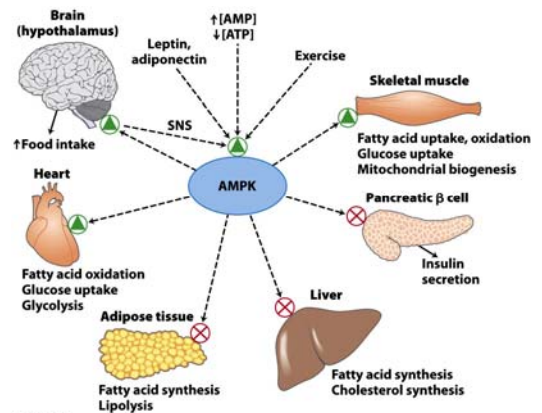 Brain
(hypothalamus)
Leptin,
adiponectin
↑[AMP]
↓[ATP]
Exercise
SNS
↑Food intake
Skeletal muscle
Fatty acid uptake, oxidation
Glucose uptake
Mitochondrial biogenesis
Heart
AMPK
Pancreatic β cell
Insulin
secretion
Fatty acid oxidation
Glucose uptake
Glycolysis
Adipose tissue
Fatty acid synthesis
Lipolysis
Liver
Fatty acid synthesis
Cholesterol synthesis